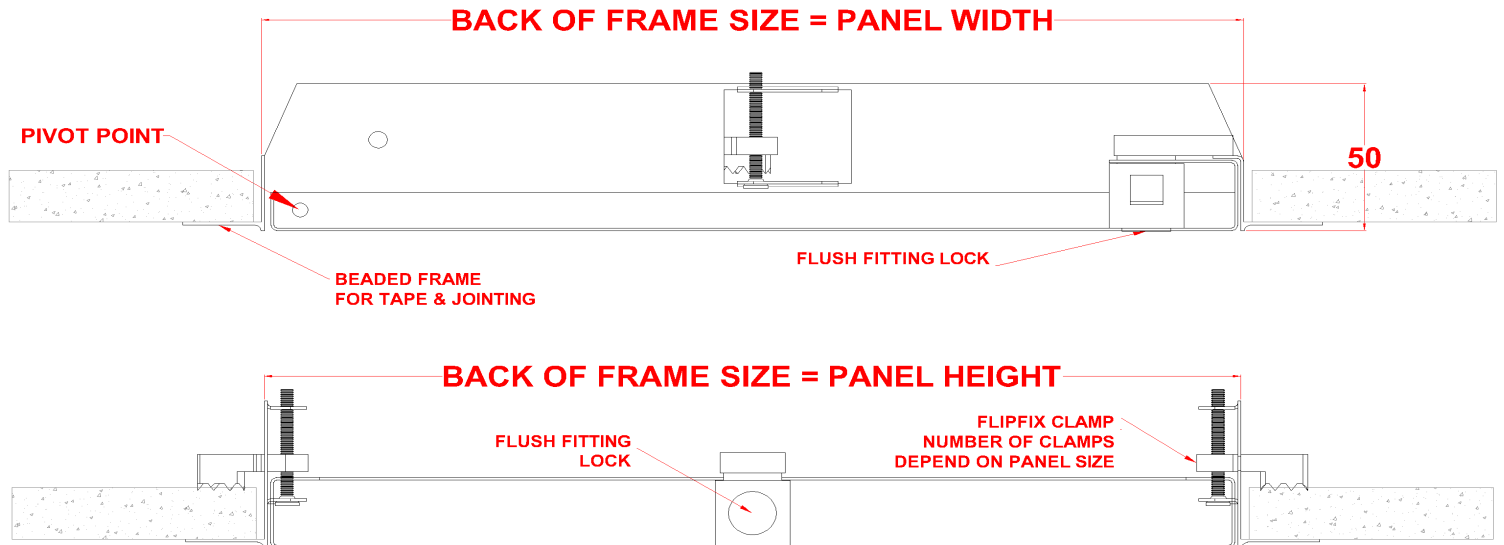 BACK OF FRAME SIZE = PANEL WIDTH
PIVOT POINT
50
FLUSH FITTING LOCK
BEADED FRAME
FOR TAPE & JOINTING
BACK OF FRAME SIZE = PANEL HEIGHT
FLUSH FITTING
LOCK
FLIPFIX CLAMP
NUMBER OF CLAMPS
DEPEND ON PANEL SIZE